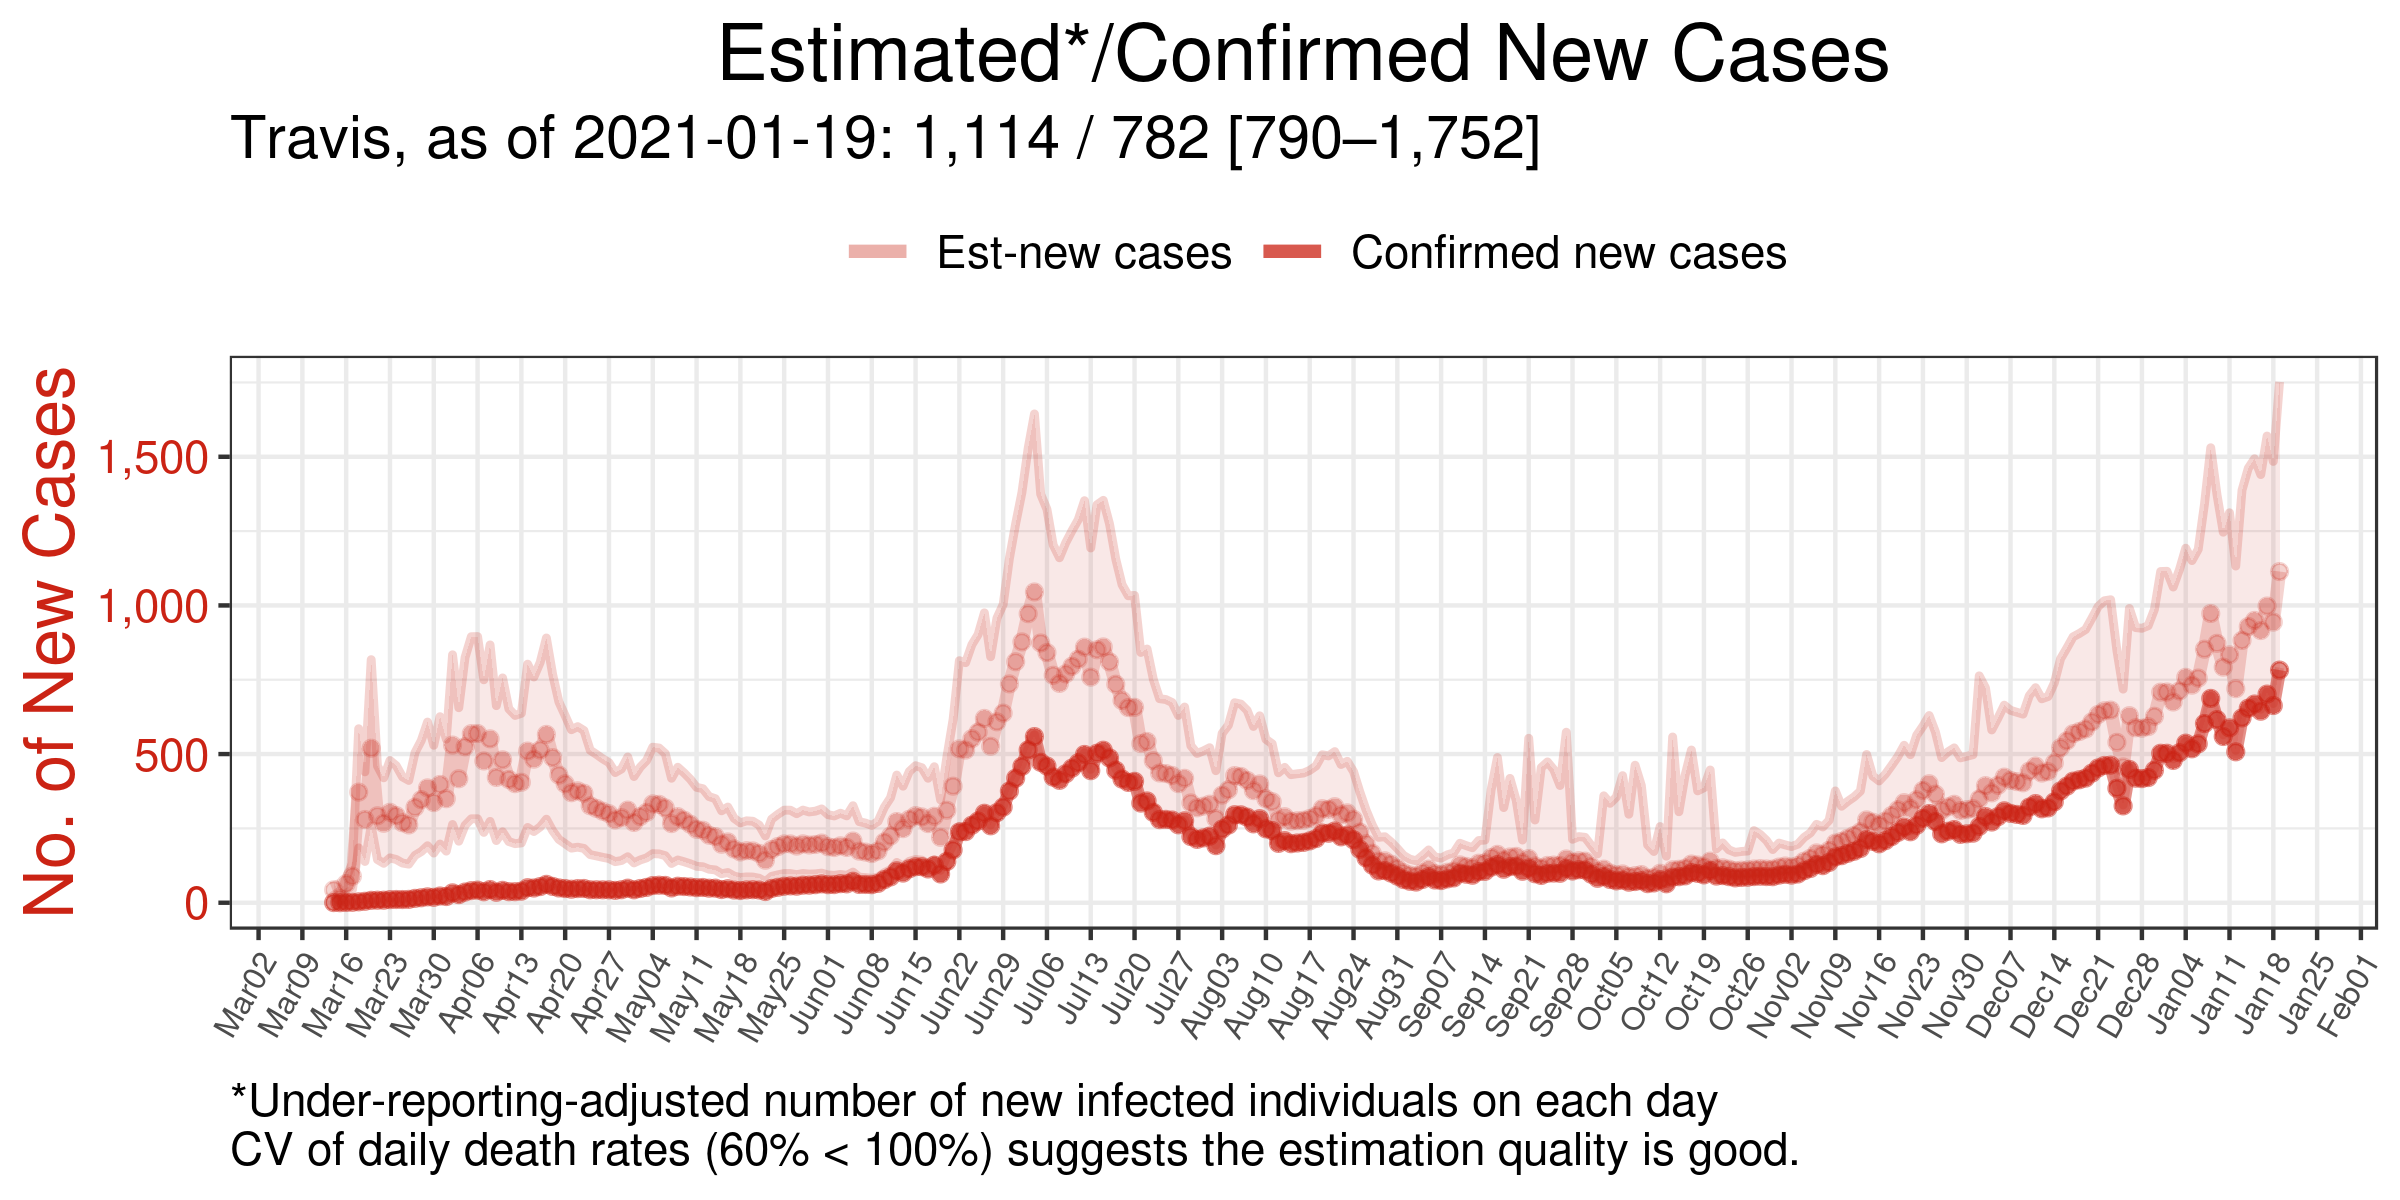 Estimated*/Confirmed New Cases
Travis, as of 2021-01-19: 1,114 / 782 [790–1,752]
Est-new cases Confirmed new cases
No. of New Cases
1,500
1,000
500
0
Mar02 Mar09 Mar16 Mar23 Mar30 Apr06 Apr13 Apr20 Apr27 May04 May11 May18 May25 Jun01 Jun08 Jun15 Jun22 Jun29 Jul06 Jul13 Jul20 Jul27 Aug03 Aug10 Aug17 Aug24 Aug31 Sep07 Sep14 Sep21 Sep28 Oct05 Oct12 Oct19 Oct26 Nov02 Nov09 Nov16 Nov23 Nov30 Dec07 Dec14 Dec21 Dec28 Jan04 Jan11 Jan18 Jan25 Feb01
*Under-reporting-adjusted number of new infected individuals on each day
CV of daily death rates (60% < 100%) suggests the estimation quality is good.